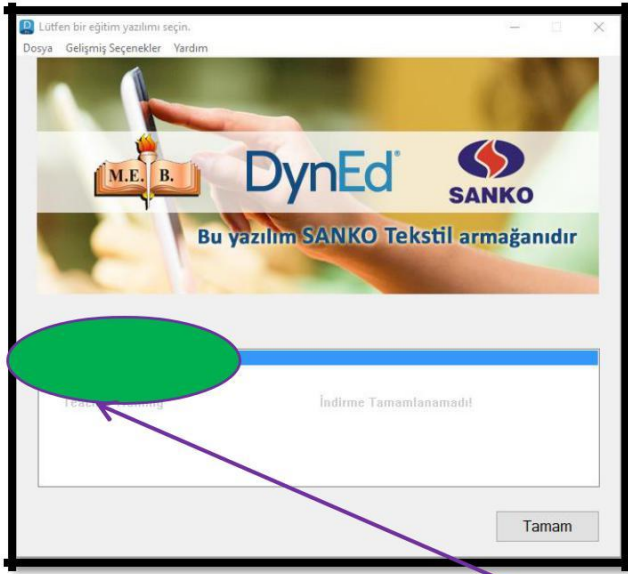 Lütfen bir eğitim yazılımı seçin.
Dosya Gelişmiş Seçenekler Yardım
M.E. B. DynEd SANKO
Bu yazılım SANKO Tekstil armağanıdır
İndirme Tamamlanamadı!
Tamam